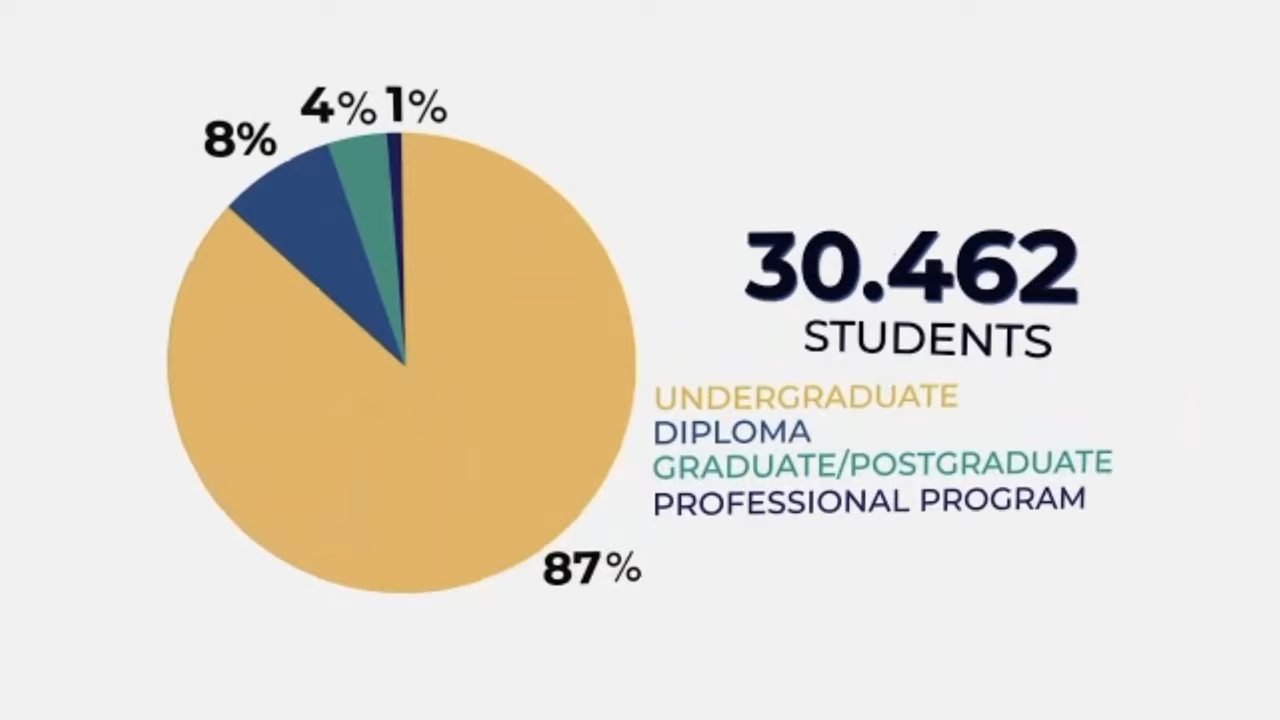 4% 1%
8%
30.462
STUDENTS
UNDERGRADUATE
DIPLOMA
GRADUATE/POSTGRADUATE
PROFESSIONAL PROGRAM
87%